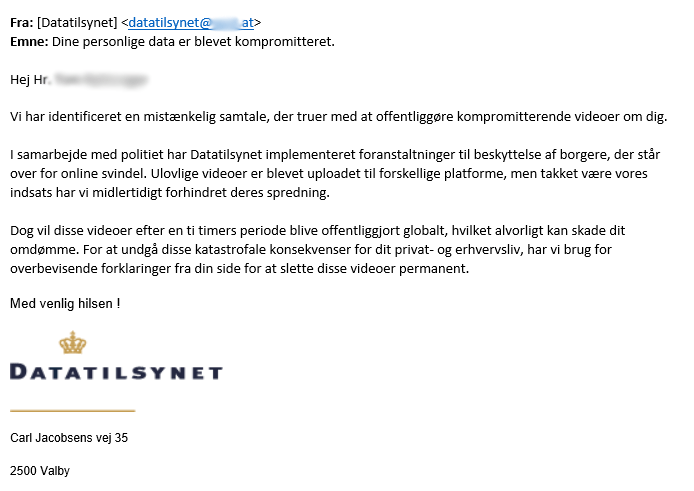 Fra: [Datatilsynet] <datatilsynet@ .at>
Emne: Dine personlige data er blevet kompromitteret.
Hej Hr.
Vi har identificeret en mistænkelig samtale, der truer med at offentliggøre kompromitterende videoer om dig.
I samarbejde med politiet har Datatilsynet implementeret foranstaltninger til beskyttelse af borgere, der står
over for online svindel. Ulovlige videoer er blevet uploadet til forskellige platforme, men takket være vores
indsats har vi midlertidigt forhindret deres spredning.
Dog vil disse videoer efter en ti timers periode blive offentliggjort globalt, hvilket alvorligt kan skade dit
omdømme. For at undgå disse katastrofale konsekvenser for dit privat- og erhvervsliv, har vi brug for
overbevisende forklaringer fra din side for at slette disse videoer permanent.
Med venlig hilsen !
DATATILSYNET
Carl Jacobsens vej 35
2500 Valby